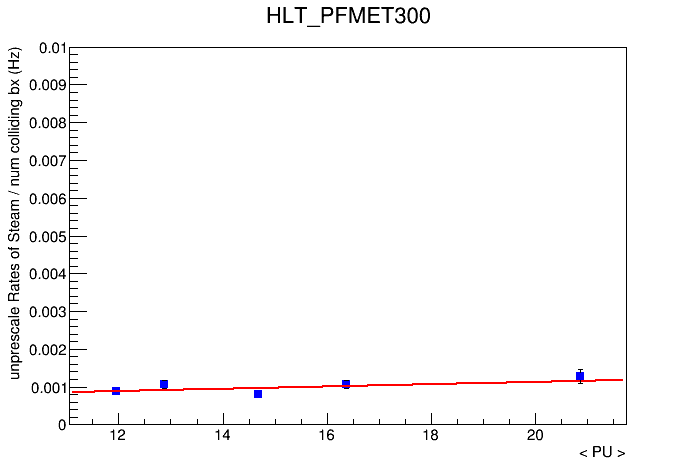 HLT_PFMET300
unprescale Rates of Steam / num colliding bx (Hz)
0.01
0.009
0.008
0.007
0.006
0.005
0.004
0.003
0.002
0.001
0
12 14 16 18 20
< PU >